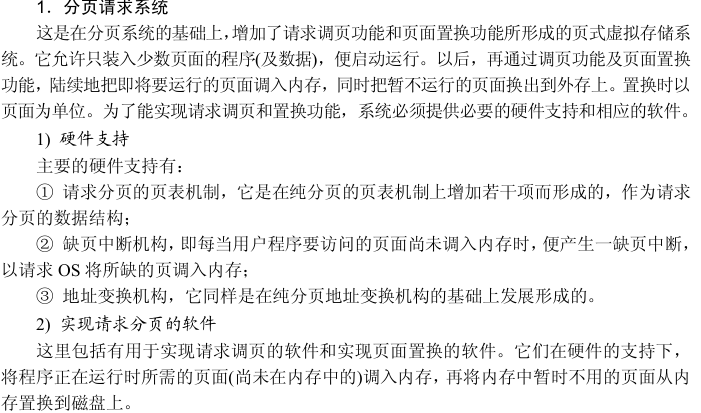 1．分页请求系统
这是在分页系统的基础上，增加了请求调页功能和页面置换功能所形成的页式虚拟存储系
统。它允许只装入少数页面的程序(及数据)，便启动运行。以后，再通过调页功能及页面置换
功能，陆续地把即将要运行的页面调入内存，同时把暂不运行的页面换出到外存上。置换时以
页面为单位。为了能实现请求调页和置换功能，系统必须提供必要的硬件支持和相应的软件。
1) 硬件支持
主要的硬件支持有：
① 请求分页的页表机制，它是在纯分页的页表机制上增加若干项而形成的，作为请求
分页的数据结构；
② 缺页中断机构，即每当用户程序要访问的页面尚未调入内存时，便产生一缺页中断，
以请求 OS 将所缺的页调入内存；
③ 地址变换机构，它同样是在纯分页地址变换机构的基础上发展形成的。
2) 实现请求分页的软件
这里包括有用于实现请求调页的软件和实现页面置换的软件。它们在硬件的支持下，
将程序正在运行时所需的页面(尚未在内存中的)调入内存，再将内存中暂时不用的页面从内
存置换到磁盘上。